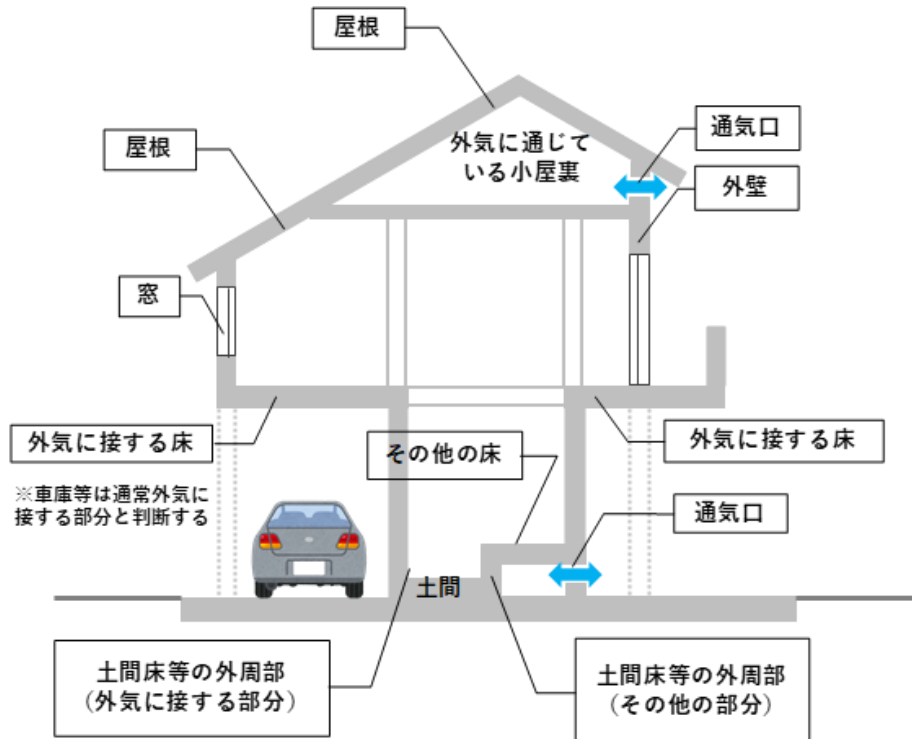 屋根
通気口
外気に通じて
いる小屋裏
屋根
外壁
窓
外気に接する床
その他の床
外気に接する床
※車庫等は通常外気に
接する部分と判断する
通気口
土間
土間床等の外周部
（外気に接する部分）
土間床等の外周部
（その他の部分）